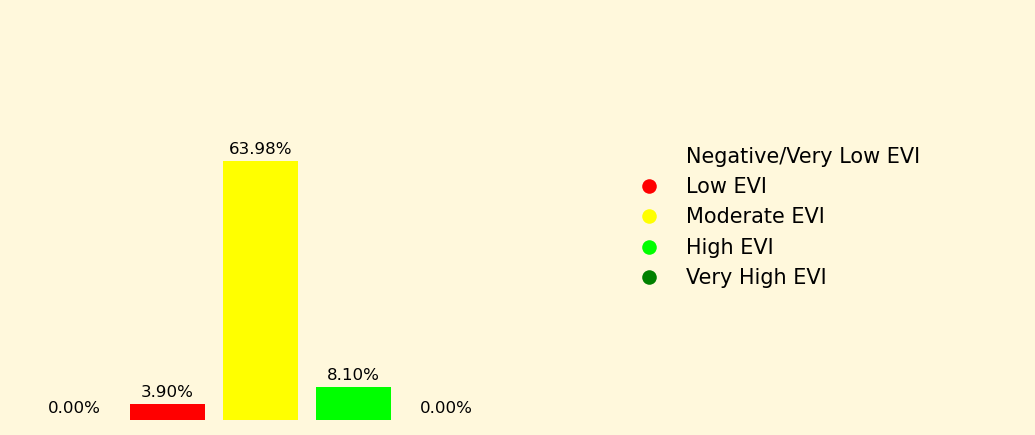 63.98%
8.10%
3.90%
0.00%
0.00%
Negative/Very Low EVI
Low EVI
Moderate EVI
High EVI
Very High EVI